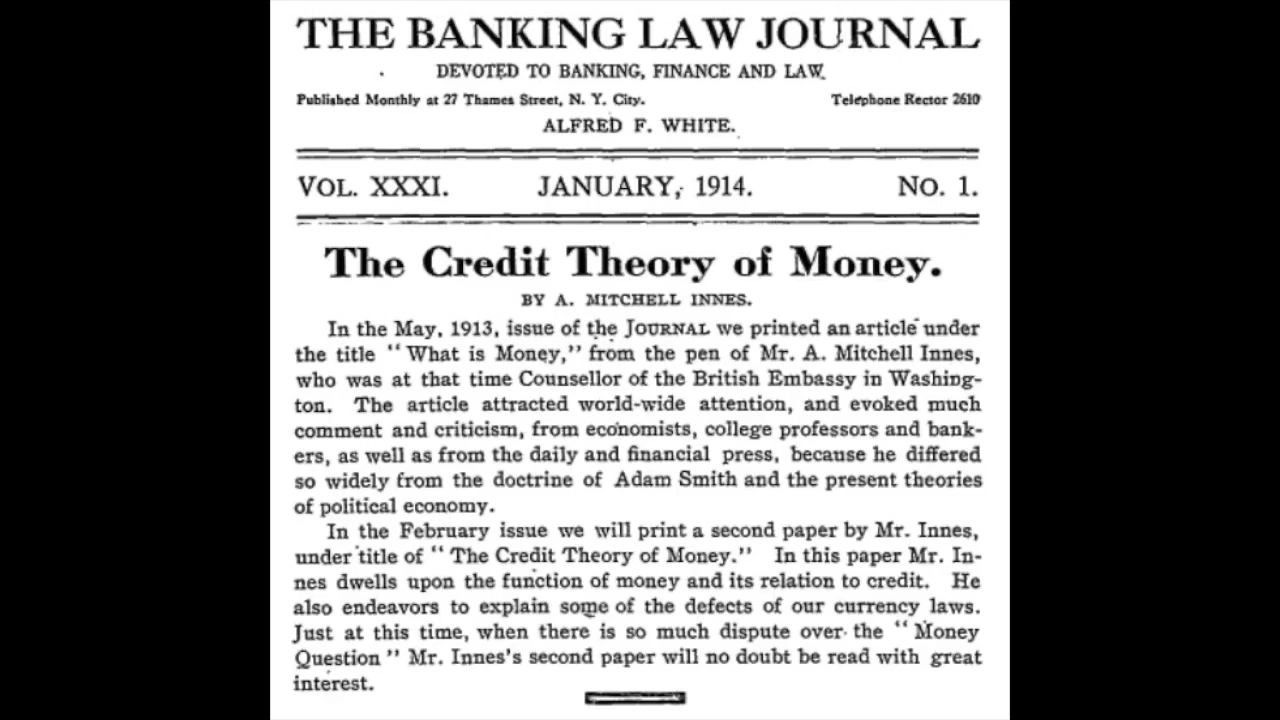 THE BANKING LAW JOURNAL
DEVOTED TO BANKING, FINANCE AND LAW.
Published Monthly at 27 Thames Street, N. Y. City. Telephone Rector 2610
ALFRED F. WHITE.
VOL. XXXI. JANUARY, 1914. NO. 1.
The Credit Theory of Money.
BY A. MITCHELL INNES.
In the May, 1913, issue of the JOURNAL we printed an article under
the title "What is Money," from the pen of Mr. A. Mitchell Innes,
who was at that time Counsellor of the British Embassy in Washing-
ton. The article attracted world-wide attention, and evoked much
comment and criticism, from economists, college professors and bank-
ers, as well as from the daily and financial press, because he differed
so widely from the doctrine of Adam Smith and the present theories
of political economy.
In the February issue we will print a second paper by Mr. Innes,
under title of "The Credit Theory of Money." In this paper Mr. In-
nes dwells upon the function of money and its relation to credit. He
also endeavors to explain some of the defects of our currency laws.
Just at this time, when there is so much dispute over the "Money
Question" Mr. Innes's second paper will no doubt be read with great
interest.